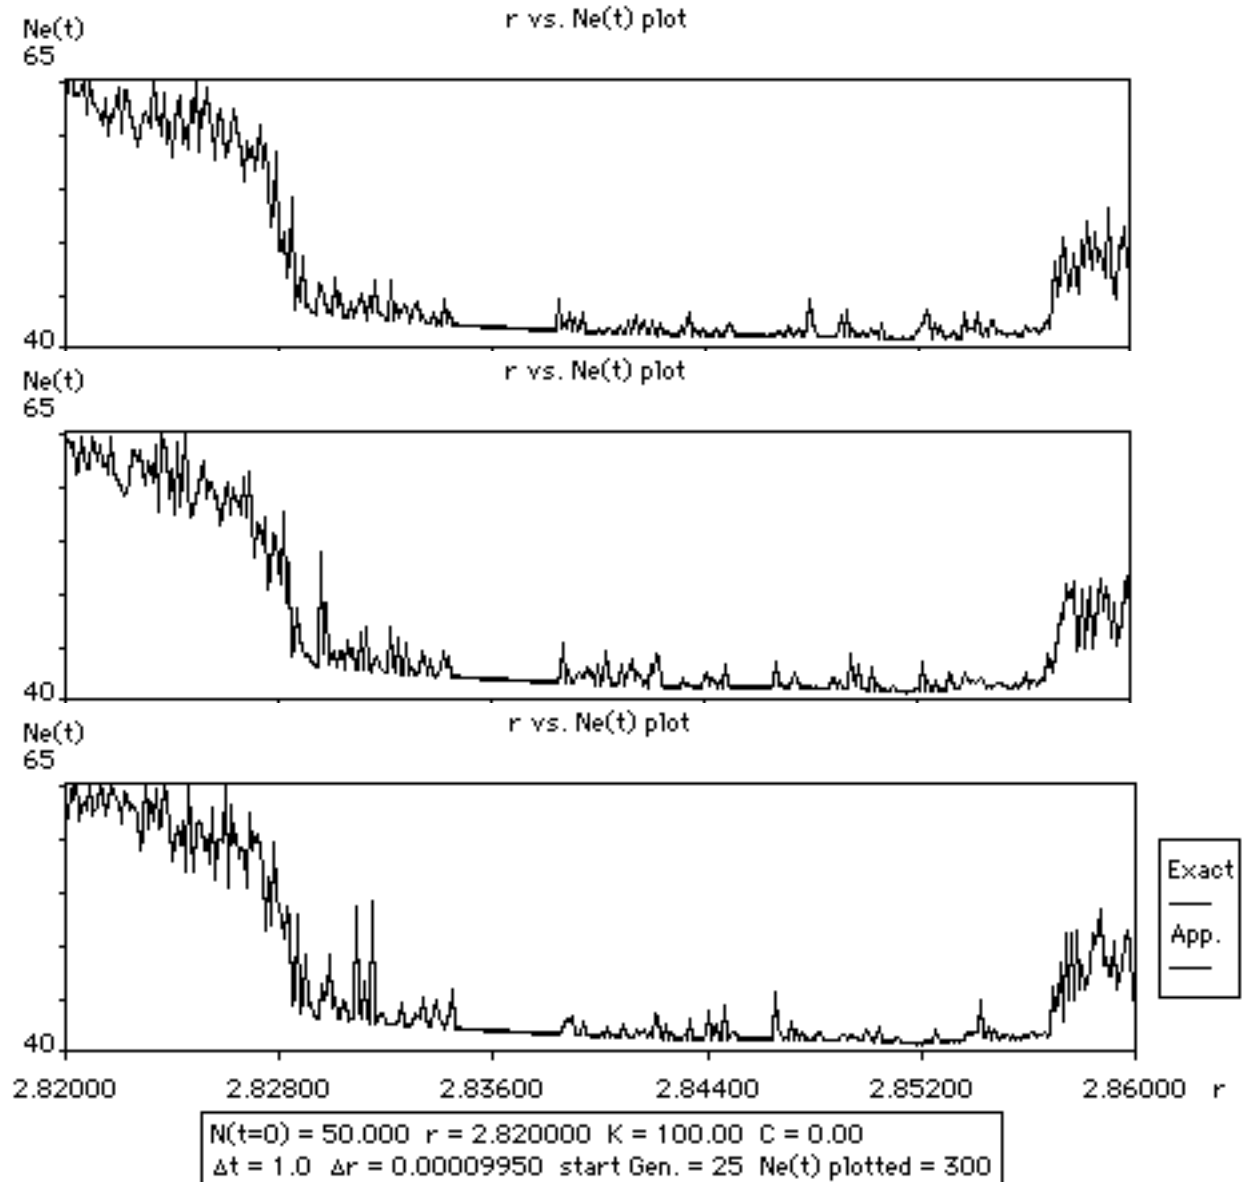 r vs. Ne(t) plot
Ne(t)
65
40
r vs. Ne(t) plot
Ne(t)
65
40
r vs. Ne(t) plot
Ne(t)
65
40
Exact
App.
2.82000 2.82800 2.83600 2.84400 2.85200 2.86000 r
N(t=0) = 50.000 r = 2.820000 K = 100.00 C = 0.00
Δt = 1.0 Δr = 0.00009950 start Gen. = 25 Ne(t) plotted = 300